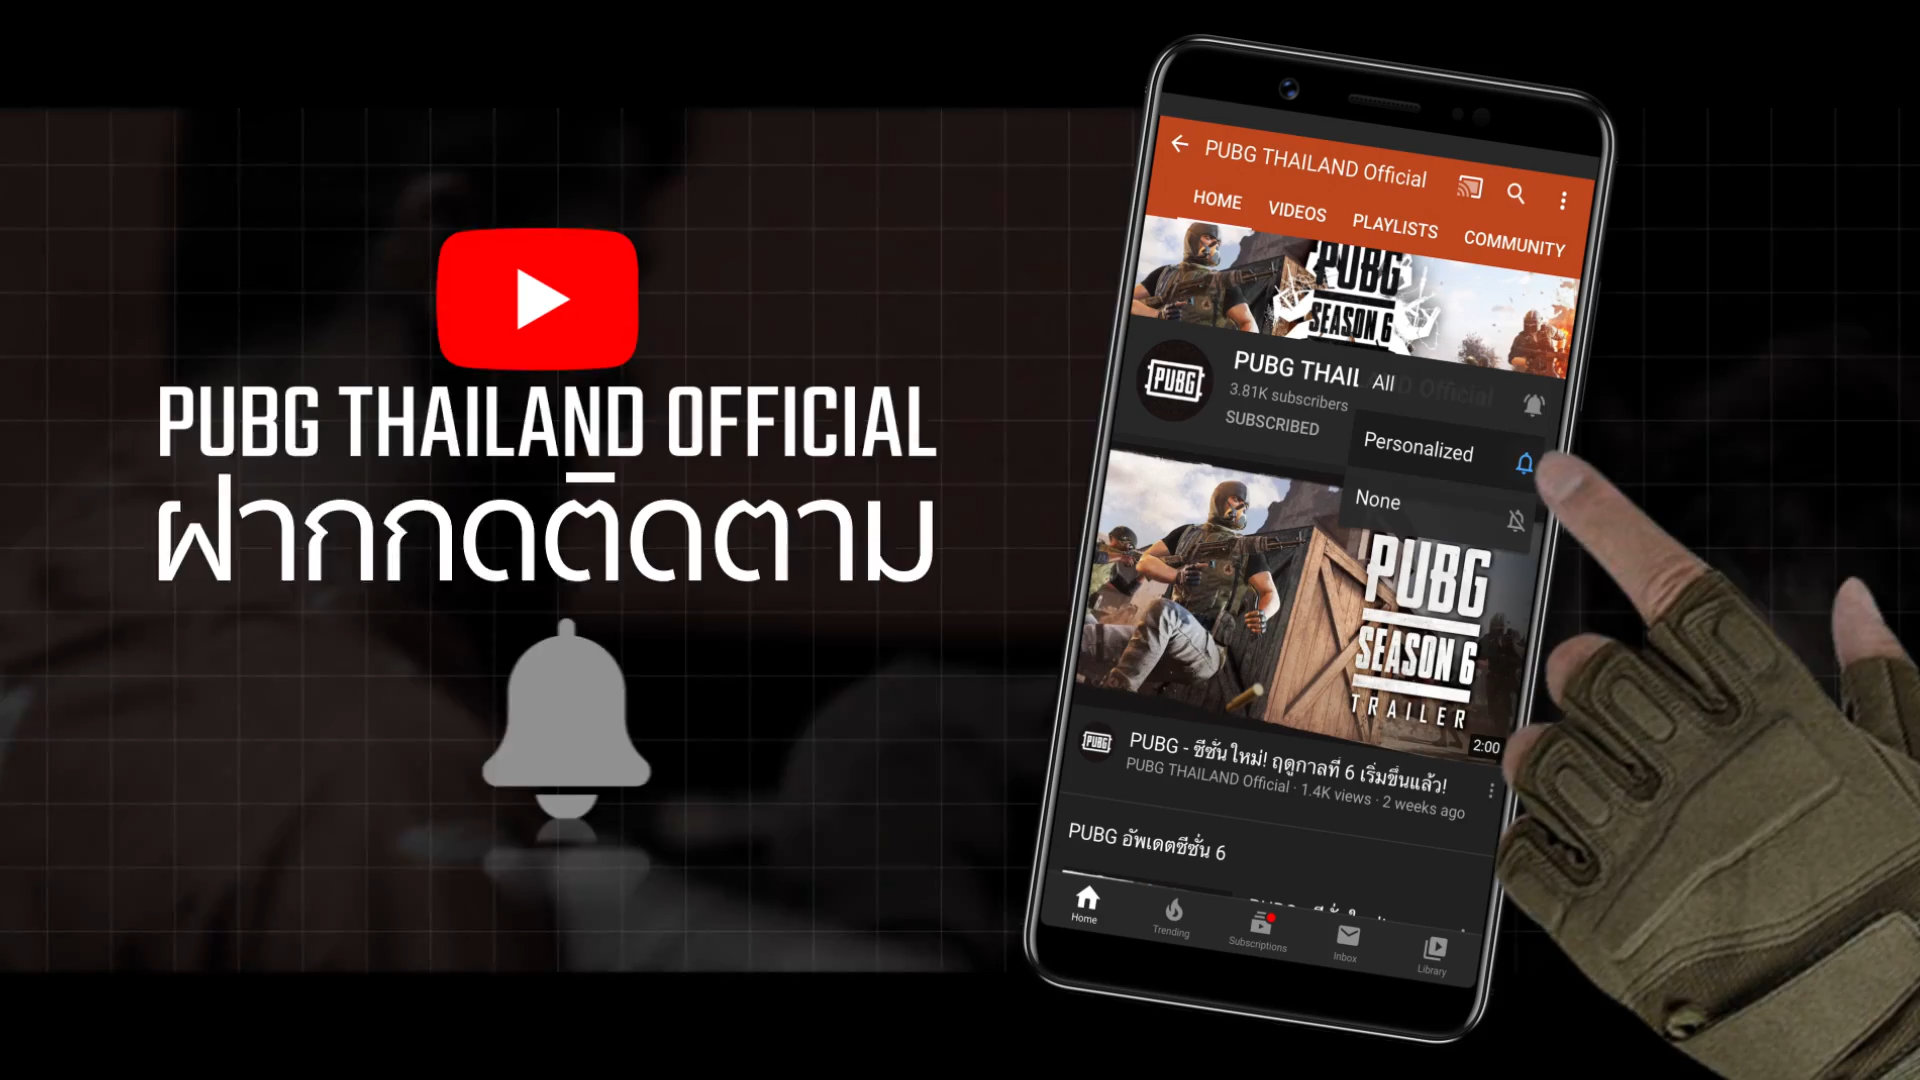 PUBG THAILAND OFFICIAL
ฝากกดติดตาม
PUBG THAILAND Official
HOME VIDEOS PLAYLISTS COMMUNITY
PUBG
SEASON 6
PUBG
PUBG THAIL
All
3.81K subscribers
SUBSCRIBED
Personalized
None
PUBG
SEASON 6
TRAILER
2:00
PUBG
PUBG - ซีซั่นใหม่! ฤดูกาลที่ 6 เริ่มขึ้นแล้ว!
PUBG THAILAND Official · 1.4K views · 2 weeks ago
PUBG อัพเดตซีซั่น 6
Home Trending Subscriptions Inbox Library